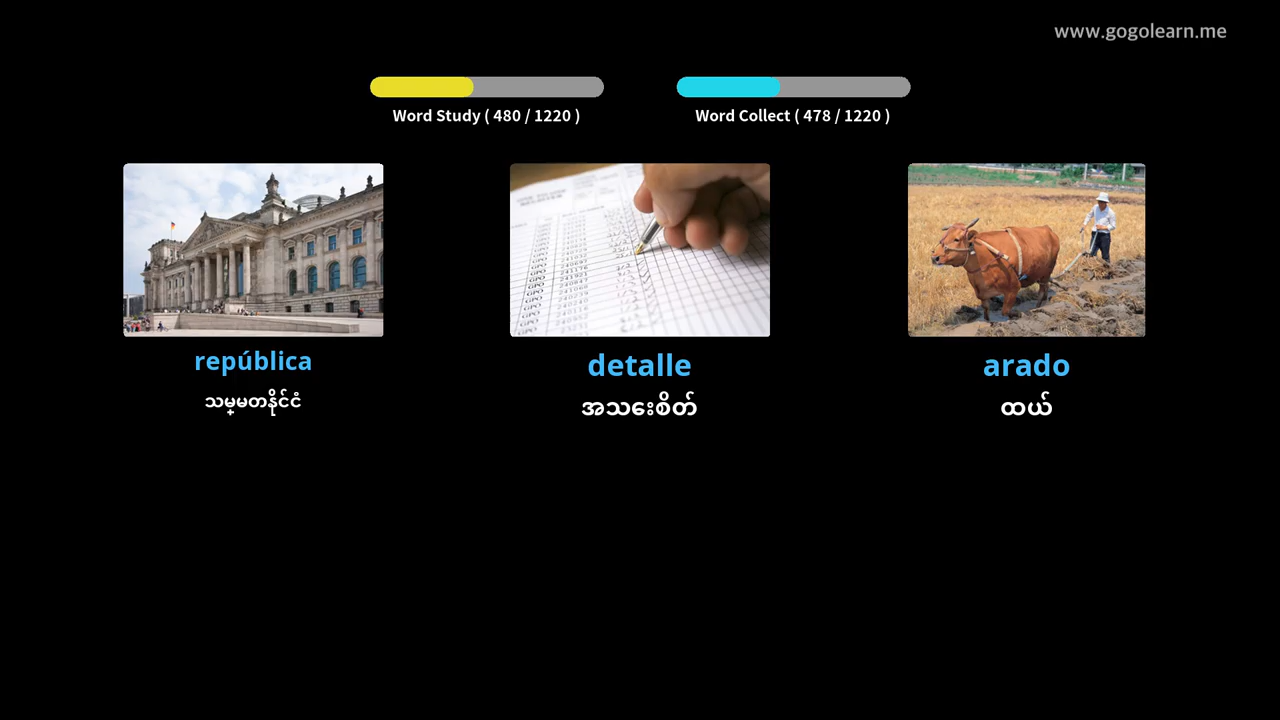 www.gogolearn.me
Word Study ( 480 / 1220 )
Word Collect ( 478 / 1220 )
república
detalle
arado
သမ္မတနိုင်ငံ
အသေးစိတ်
ထယ်